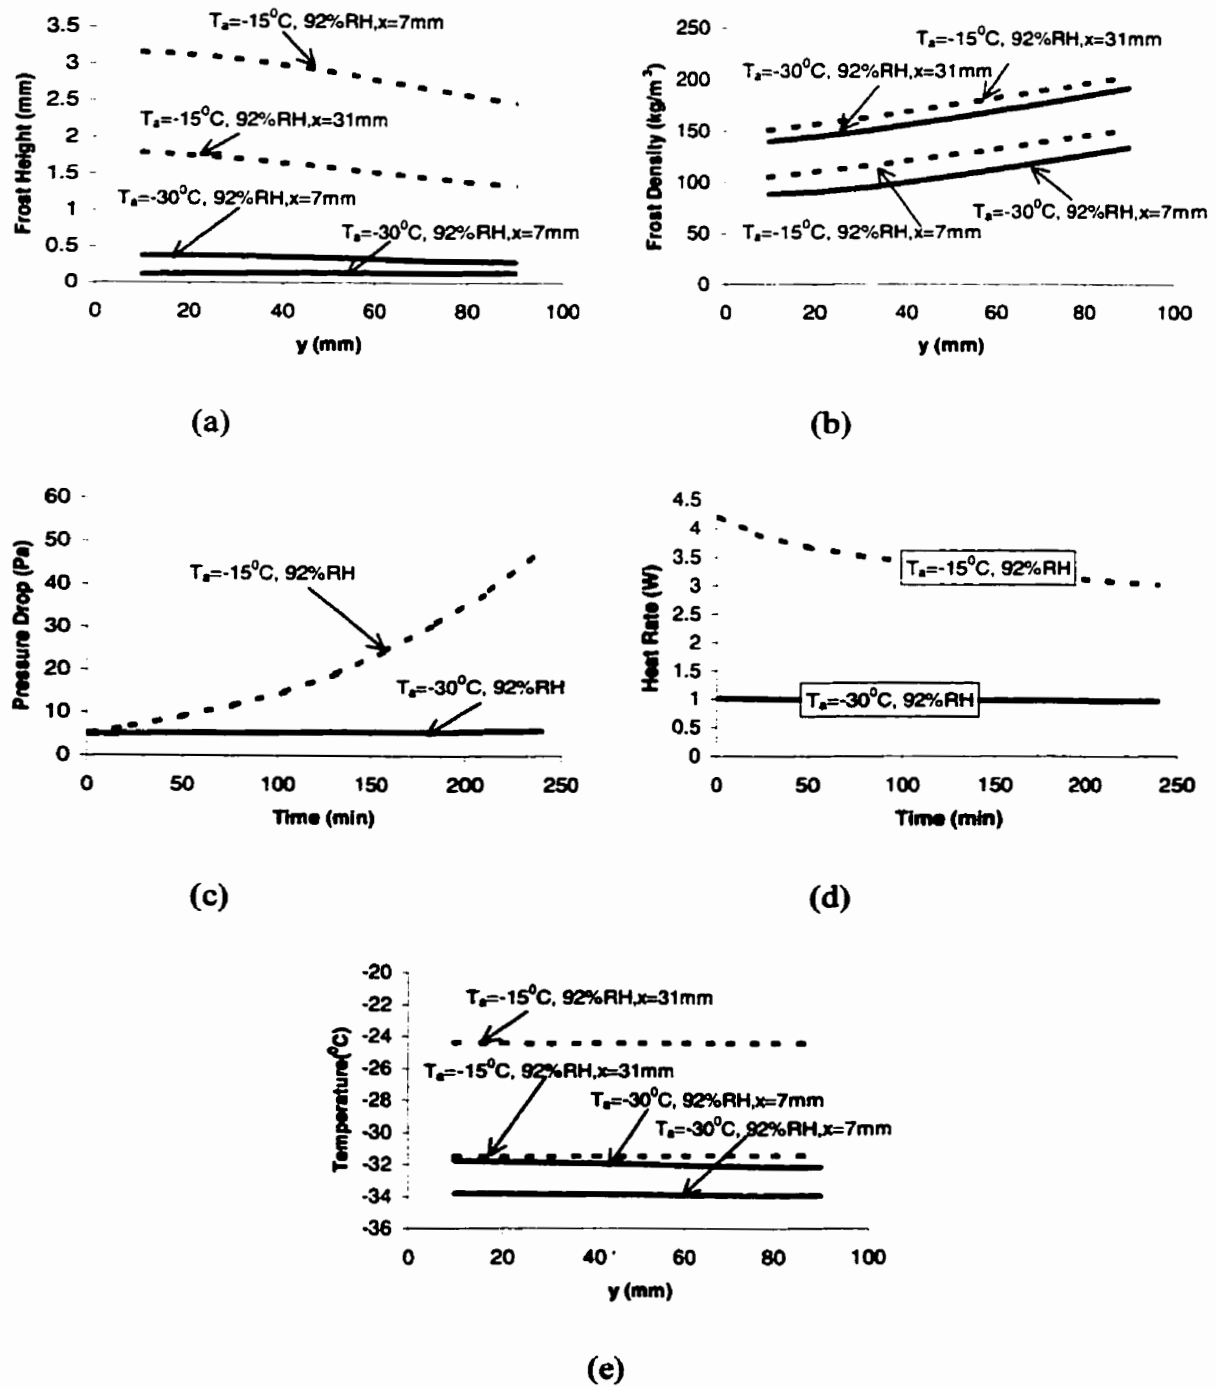 3.5
3
2.5
2
1.5
1
0.5
0
Frost Height (mm)
Tₐ=-15⁰C, 92%RH,x=7mm
Tₐ=-15⁰C, 92%RH,x=31mm
Tₐ=-30⁰C, 92%RH,x=7mm
Tₐ=-30⁰C, 92%RH,x=7mm
0 20 40 60 80 100
y (mm)
(a)
250
200
150
100
50
0
Frost Density (kg/m³)
Tₐ=-15⁰C, 92%RH,x=31mm
Tₐ=-30⁰C, 92%RH,x=31mm
Tₐ=-30⁰C, 92%RH,x=7mm
Tₐ=-15⁰C, 92%RH,x=7mm
0 20 40 60 80 100
y (mm)
(b)
60
50
40
30
20
10
0
Pressure Drop (Pa)
Tₐ=-15⁰C, 92%RH
Tₐ=-30⁰C, 92%RH
0 50 100 150 200 250
Time (min)
(c)
4.5
4
3.5
3
2.5
2
1.5
1
0.5
0
Heat Rate (W)
Tₐ=-15⁰C, 92%RH
Tₐ=-30⁰C, 92%RH
0 50 100 150 200 250
Time (min)
(d)
-20
-22
-24
-26
-28
-30
-32
-34
-36
Temperature(⁰C)
Tₐ=-15⁰C, 92%RH,x=31mm
Tₐ=-15⁰C, 92%RH,x=31mm
Tₐ=-30⁰C, 92%RH,x=7mm
Tₐ=-30⁰C, 92%RH,x=7mm
0 20 40 60 80 100
y (mm)
(e)